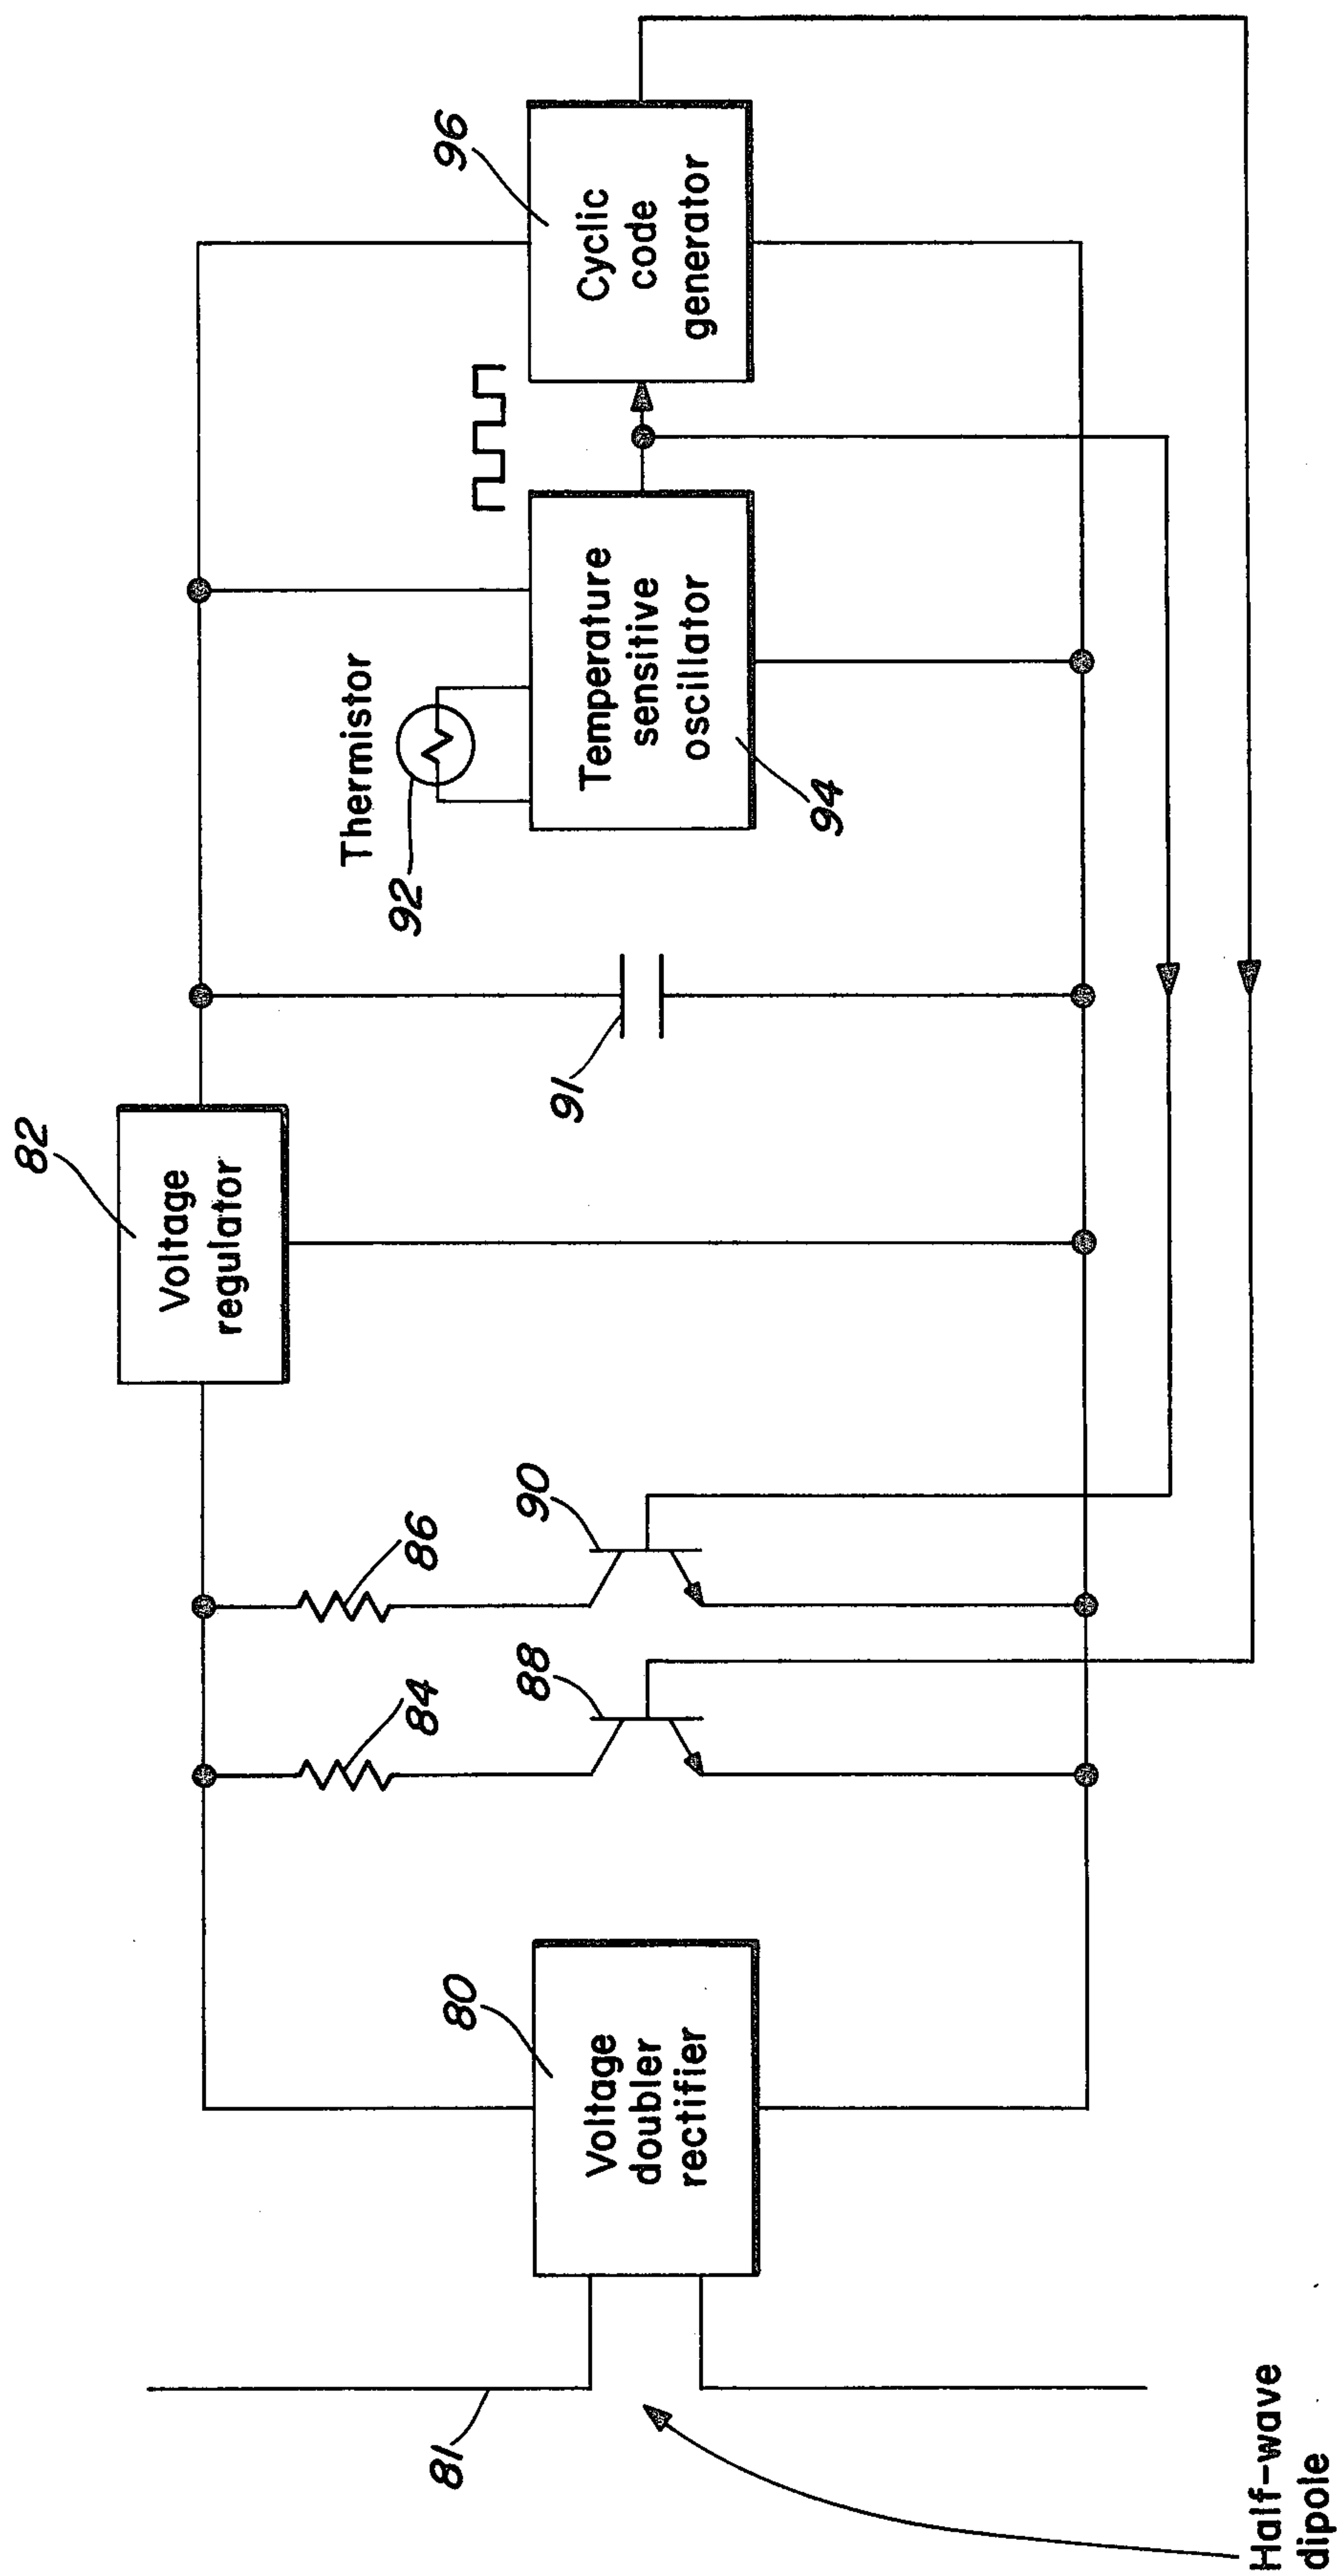 82
Voltage
regulator
86
84
90
88
91
Thermistor
92
96
Cyclic
code
generator
Temperature
sensitive
oscillator
94
80
Voltage
doubler
rectifier
81
Half-wave
dipole